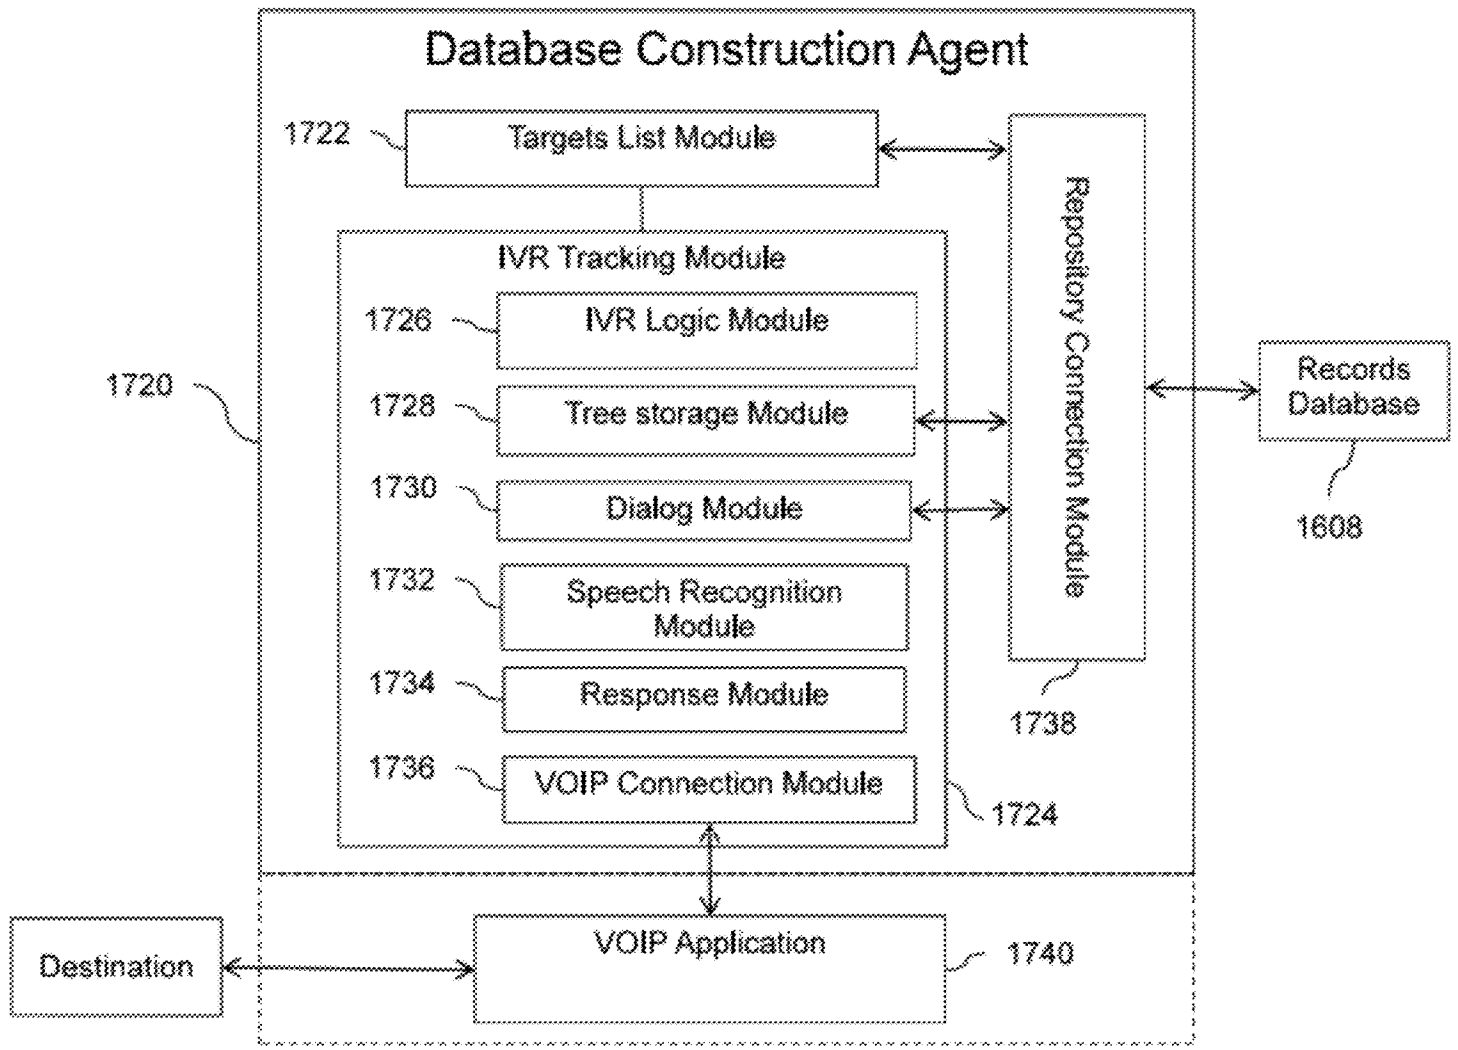 Database Construction Agent
1722
Targets List Module
IVR Tracking Module
1726
IVR Logic Module
1720
1728
Tree storage Module
1730
Dialog Module
1732
Speech Recognition
Module
1734
Response Module
1736
VOIP Connection Module
1724
Repository Connection Module
1738
Records
Database
1608
Destination
VOIP Application
1740